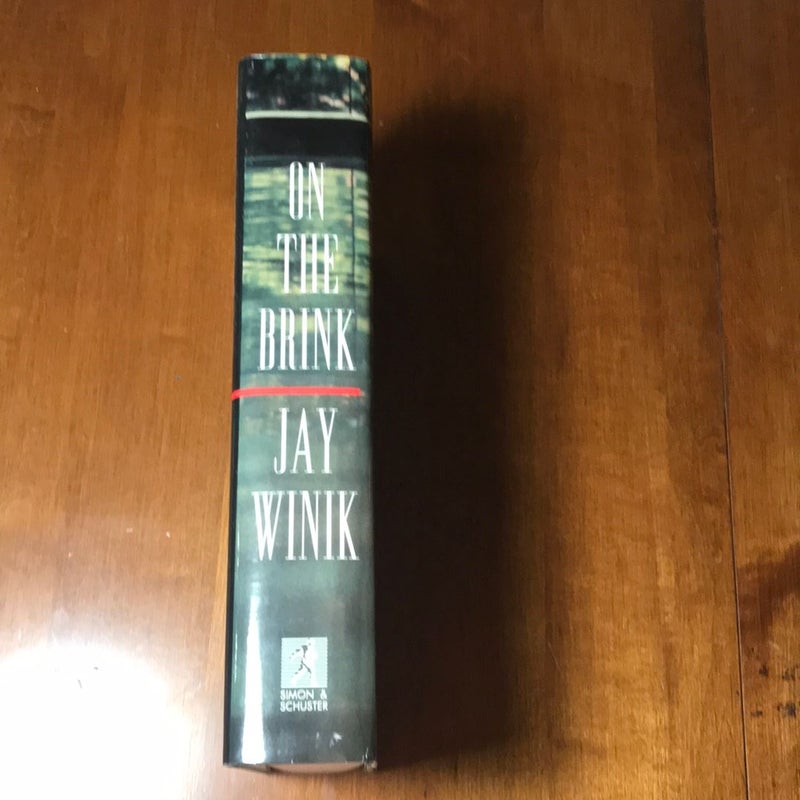 ON
THE
BRINK
JAY
WINIK
SIMON &
SCHUSTER